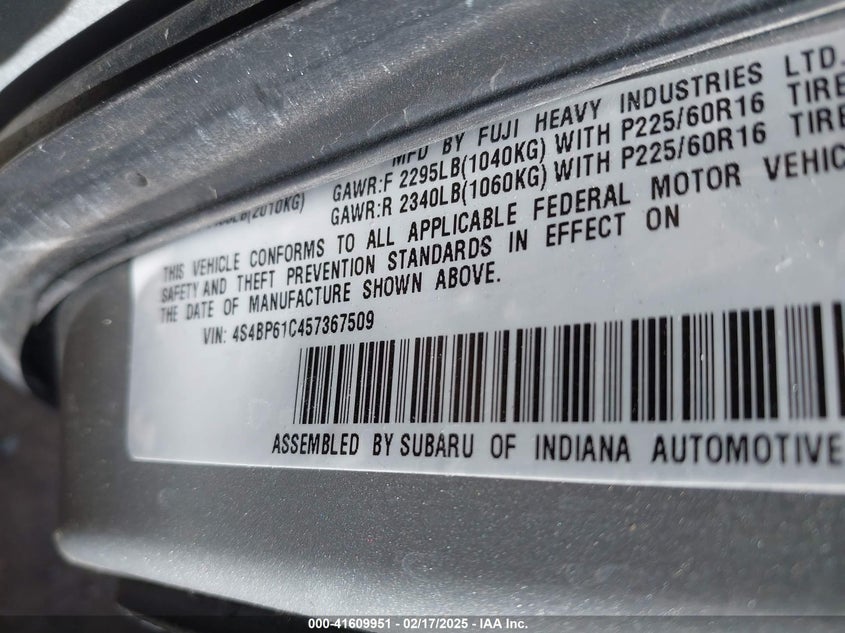 MFD BY FUJI HEAVY INDUSTRIES LTD.
GAWR:F 2295LB(1040KG) WITH P225/60R16 TIRE
(2010KG) GAWR:R 2340LB(1060KG) WITH P225/60R16 TIRE
THIS VEHICLE CONFORMS TO ALL APPLICABLE FEDERAL MOTOR VEHIC
SAFETY AND THEFT PREVENTION STANDARDS IN EFFECT ON
THE DATE OF MANUFACTURE SHOWN ABOVE.
VIN: 4S4BP61C457367509
ASSEMBLED BY SUBARU OF INDIANA AUTOMOTIVE
000-41609951 - 02/17/2025 - IAA Inc.